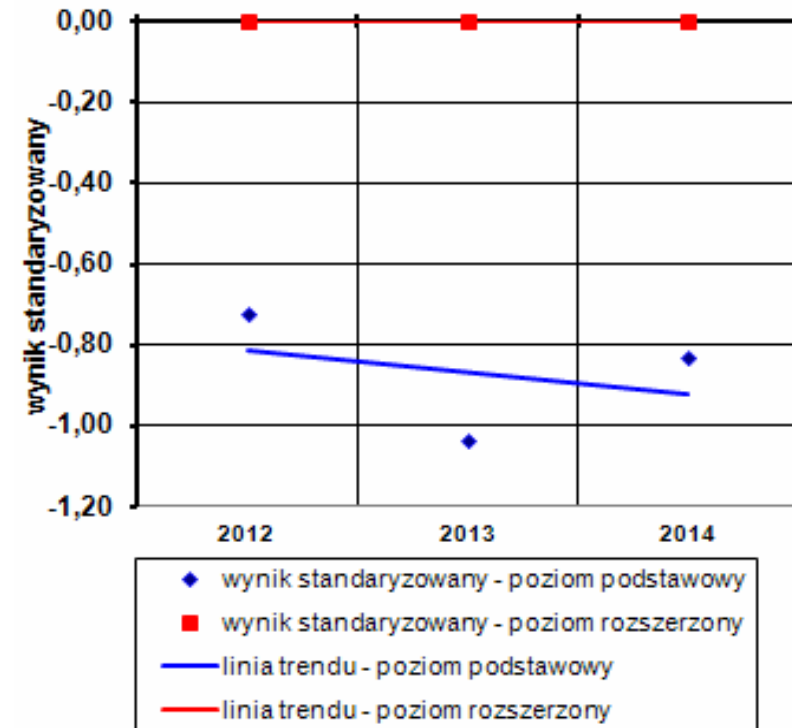 0,00
-0,20
-0,40
-0,60
-0,80
-1,00
-1,20
wynik standaryzowany
2012 2013 2014
wynik standaryzowany - poziom podstawowy
wynik standaryzowany - poziom rozszerzony
linia trendu - poziom podstawowy
linia trendu - poziom rozszerzony